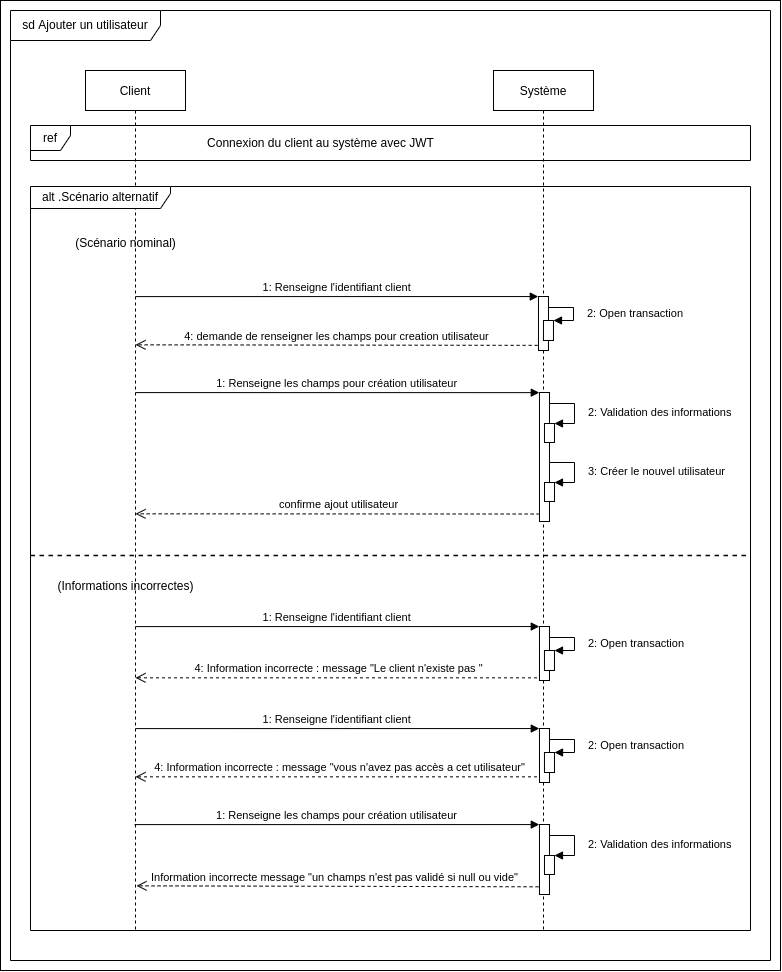 sd Ajouter un utilisateur
Client
Système
ref
Connexion du client au système avec JWT
alt .Scénario alternatif
(Scénario nominal)
1: Renseigne l'identifiant client
2: Open transaction
4: demande de renseigner les champs pour creation utilisateur
1: Renseigne les champs pour création utilisateur
2: Validation des informations
3: Créer le nouvel utilisateur
confirme ajout utilisateur
(Informations incorrectes)
1: Renseigne l'identifiant client
2: Open transaction
4: Information incorrecte : message "Le client n'existe pas "
1: Renseigne l'identifiant client
2: Open transaction
4: Information incorrecte : message "vous n'avez pas accès a cet utilisateur"
1: Renseigne les champs pour création utilisateur
2: Validation des informations
Information incorrecte message "un champs n'est pas validé si null ou vide"